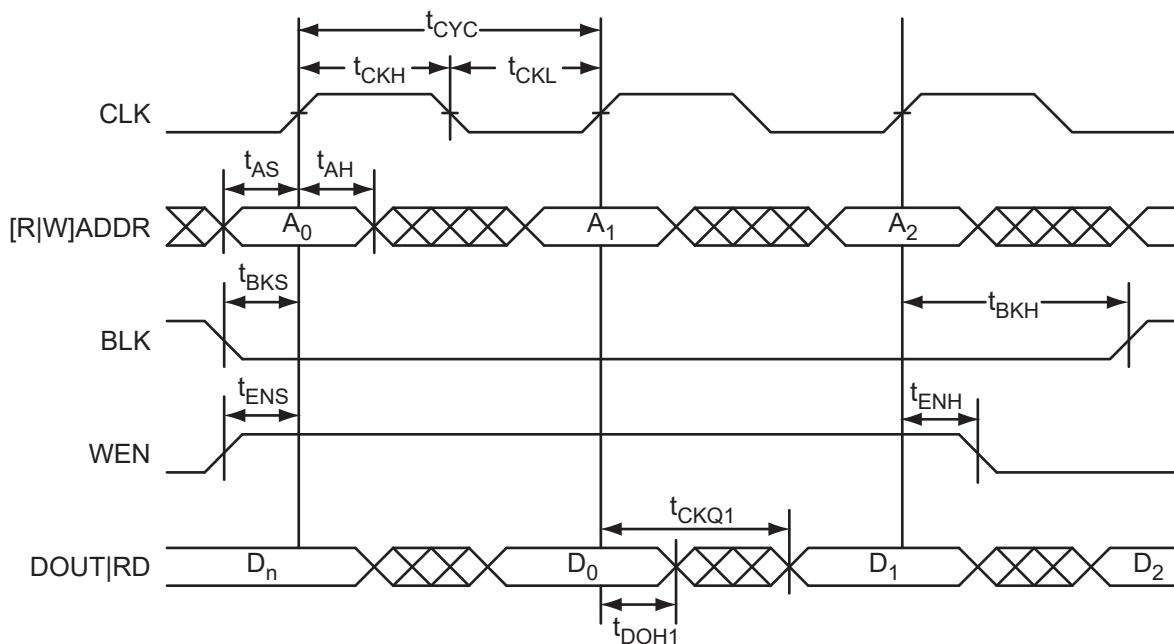 tCYC
tCKH tCKL
CLK
tAS tAH
[R|W]ADDR A0 A1 A2
tBKS tBKH
BLK
tENS tENH
WEN
tCKQ1
DOUT|RD Dn D0 D1 D2
tDOH1